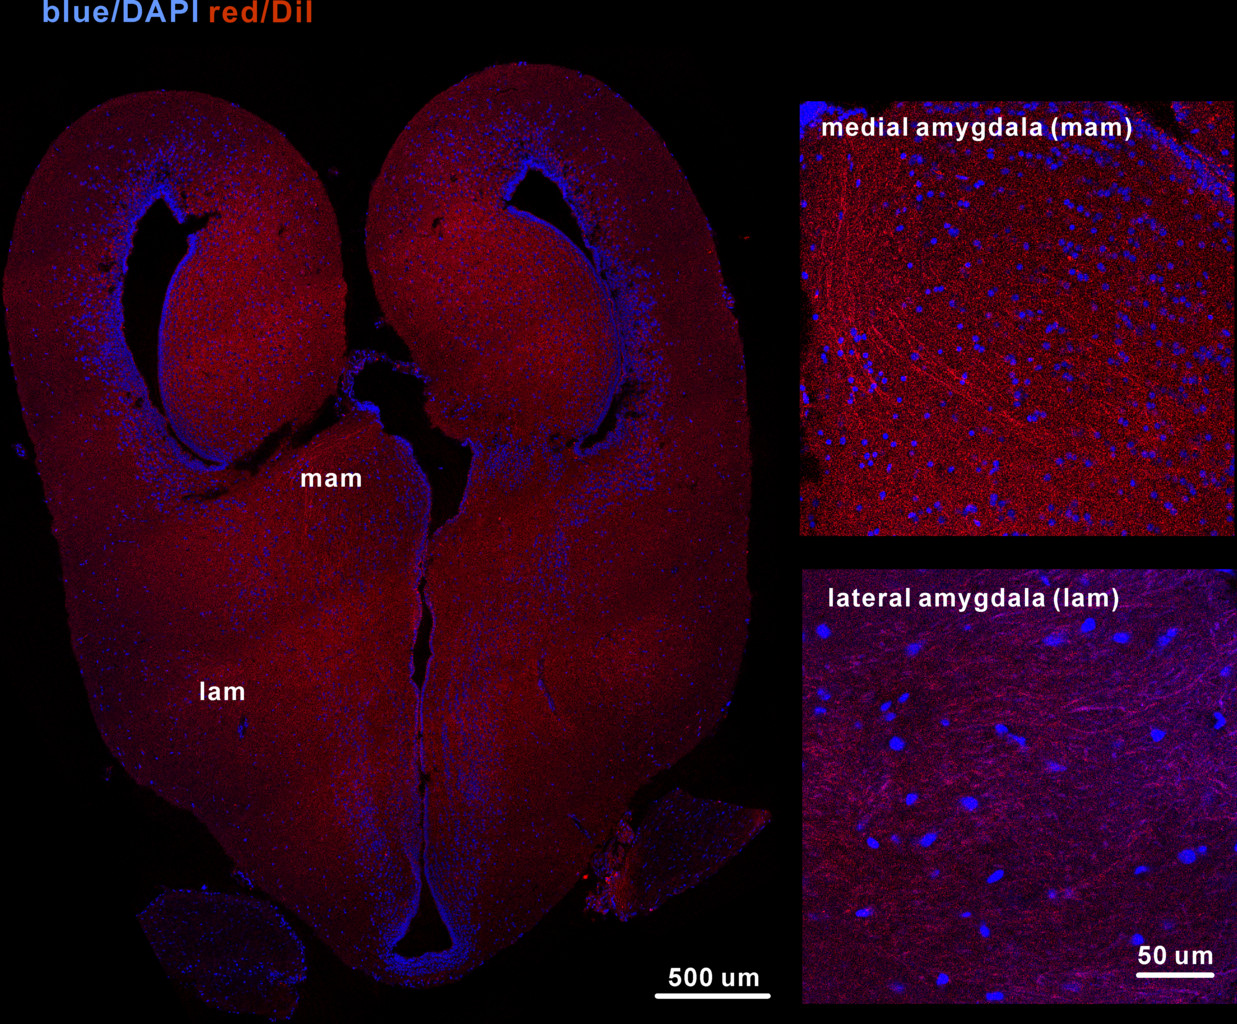 blue/DAPI red/DiI
medial amygdala (mam)
mam
lateral amygdala (lam)
lam
50 um
500 um